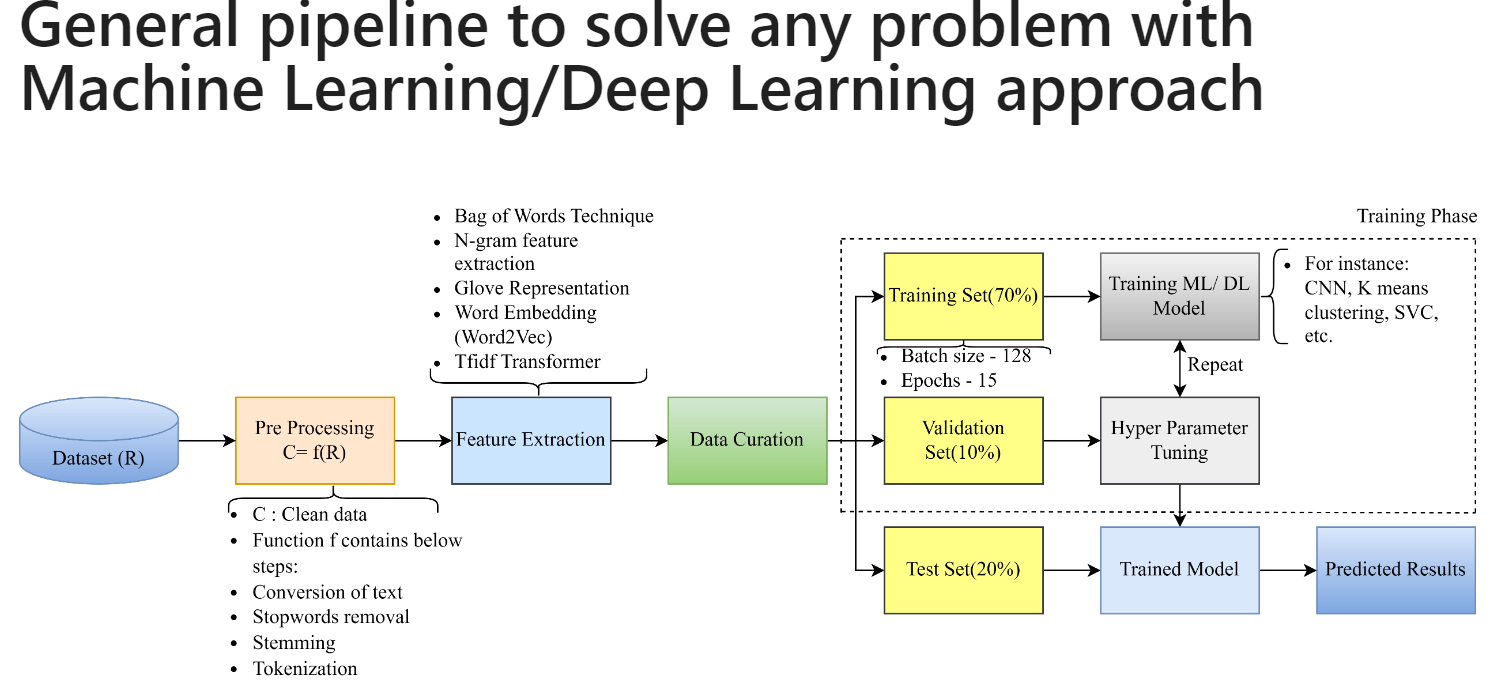 General pipeline to solve any problem with
Machine Learning/Deep Learning approach
• Bag of Words Technique
• N-gram feature
extraction
• Glove Representation
• Word Embedding
(Word2Vec)
• Tfidf Transformer
Training Phase
Training Set(70%)
Training ML/ DL
Model
• For instance:
CNN, K means
clustering, SVC,
etc.
• Batch size - 128
• Epochs - 15
Repeat
Dataset (R)
Pre Processing
C= f(R)
Feature Extraction
Data Curation
Validation
Set(10%)
Hyper Parameter
Tuning
• C : Clean data
• Function f contains below
steps:
• Conversion of text
• Stopwords removal
• Stemming
• Tokenization
Test Set(20%)
Trained Model
Predicted Results